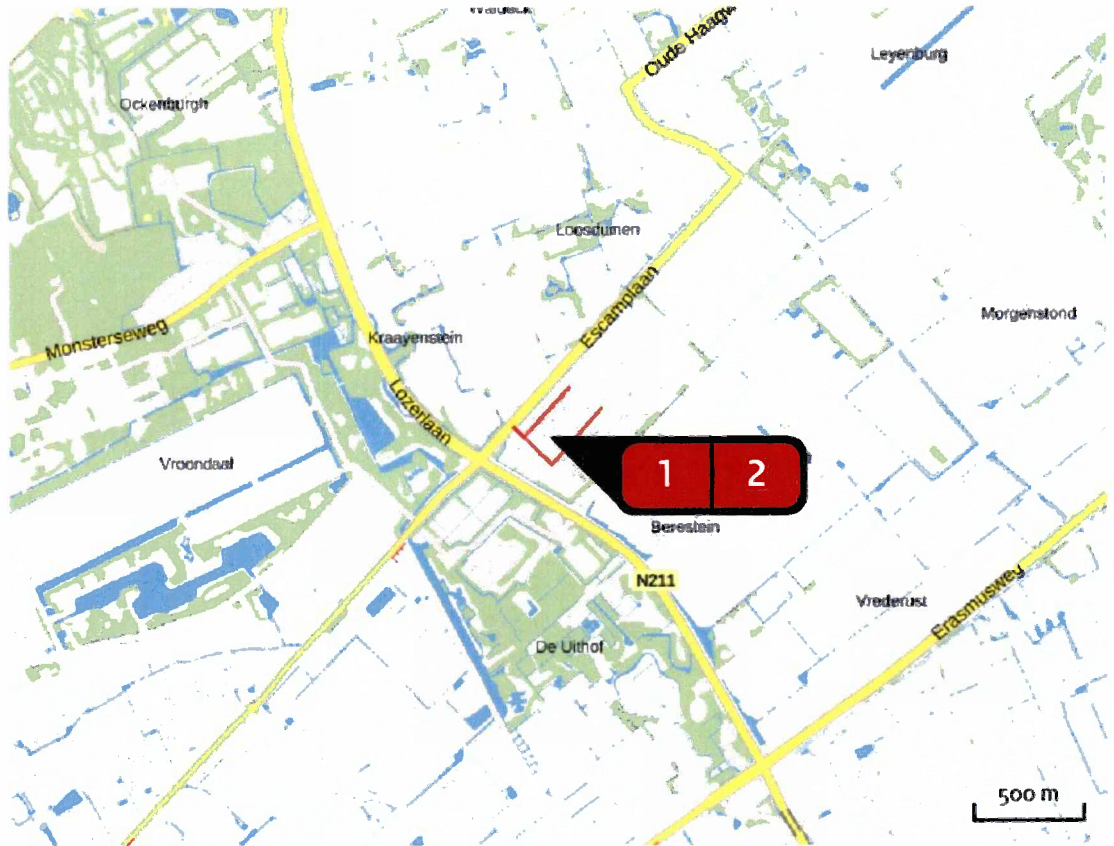 Oude Haagw
Leyenburg
Ockenburgh
Loosduinen
Escamplaan
Morgenstond
Monsterseweg
Kraayenstein
Lozerlaan
Vroondaal
1 2
Berestein
N211
Vrederust
Erasmusweg
De Uithof
500 m